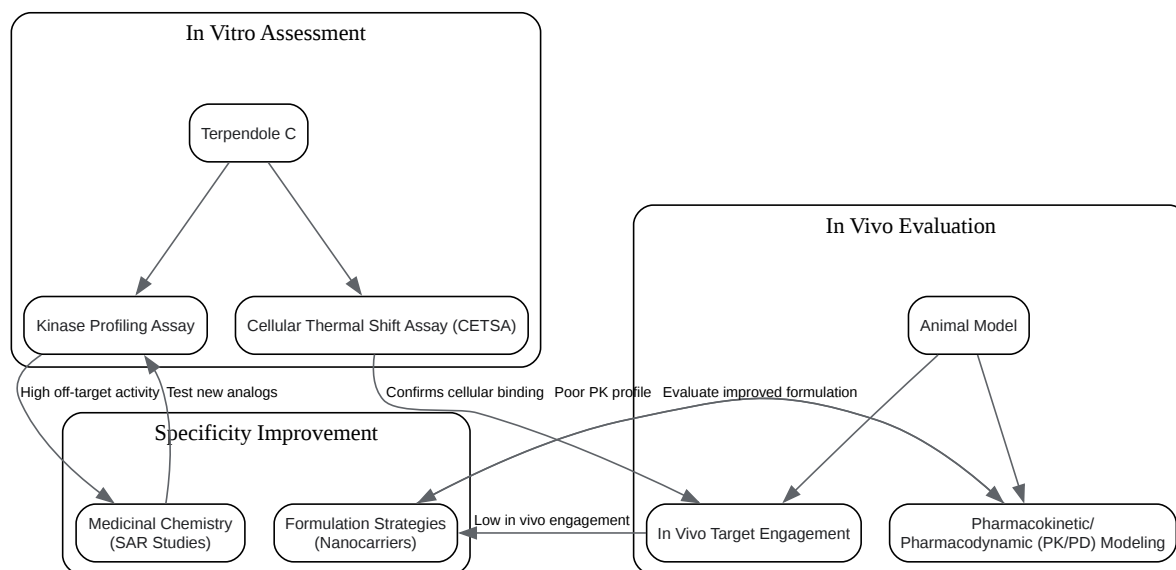 In Vitro Assessment
Terpendole C
In Vivo Evaluation
Kinase Profiling Assay
Cellular Thermal Shift Assay (CETSA)
Animal Model
High off-target activity
Test new analogs
Confirms cellular binding
Poor PK profile
Evaluate improved formulation
Specificity Improvement
Medicinal Chemistry
(SAR Studies)
Formulation Strategies
(Nanocarriers)
Low in vivo engagement
In Vivo Target Engagement
Pharmacokinetic/
Pharmacodynamic (PK/PD) Modeling